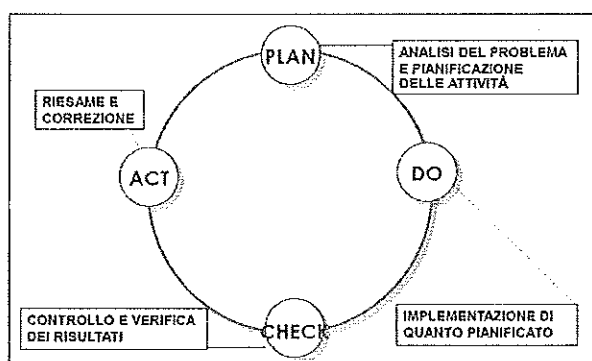 PLAN
ANALISI DEL PROBLEMA
E PIANIFICAZIONE
DELLE ATTIVITÀ
RIESAME E
CORREZIONE
ACT
DO
CONTROLLO E VERIFICA
DEI RISULTATI
CHECK
IMPLEMENTAZIONE DI
QUANTO PIANIFICATO